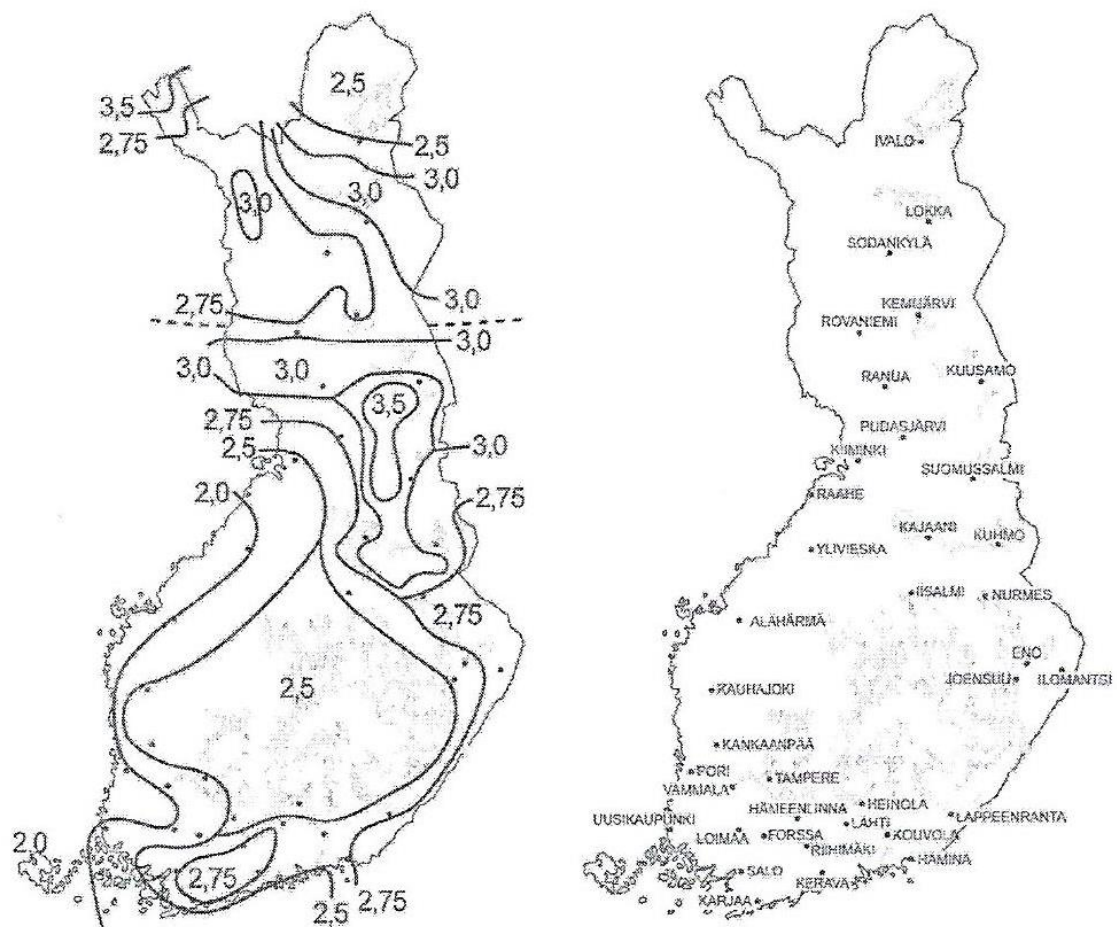 2,5
3,5
2,75
2,5
3,0
3,0
3,0
2,75
3,0
3,0
3,0
3,0
3,5
2,75
2,5
3,0
2,0
2,75
2,75
2,5
2,0
2,75
2,5
2,75
IVALO
LOKKA
SODANKYLÄ
KEMIJÄRVI
ROVANIEMI
RANUA
KUUSAMO
PUDASJÄRVI
KIIMINKI
SUOMUSSALMI
RAAHE
KAJAANI
KUHMO
YLIVIESKA
IISALMI
NURMES
ALAHÄRMÄ
ENO
JOENSUU
ILOMANTSI
KAUHAJOKI
KANKAANPÄÄ
PORI
TAMPERE
VAMMALA
HÄMEENLINNA
HEINOLA
LAPPEENRANTA
UUSIKAUPUNKI
LAHTI
LOIMAA
FORSSA
KOUVOLA
RIIHIMÄKI
HAMINA
SALO
KERAVA
KARJAA